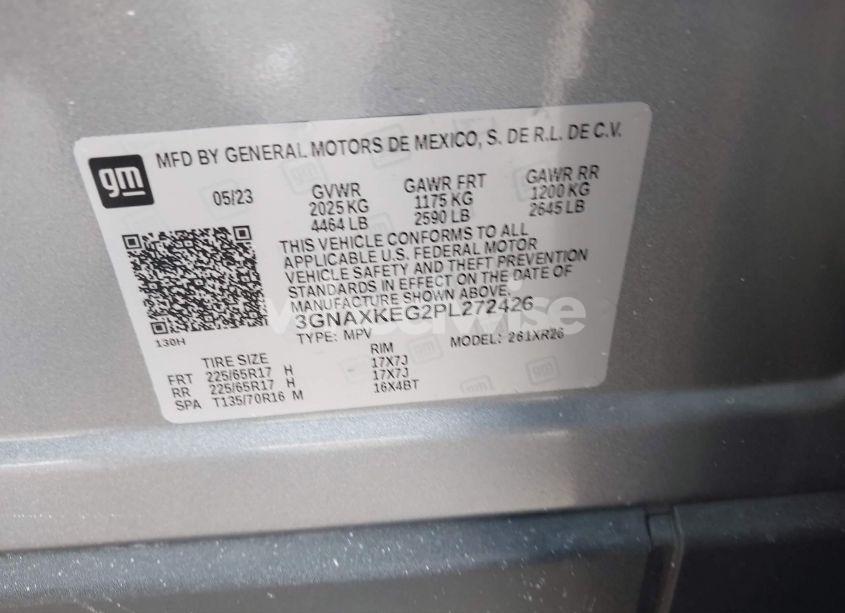 gm
MFD BY GENERAL MOTORS DE MEXICO, S. DE R.L. DE C.V.
05/23 GVWR GAWR FRT GAWR RR
2025 KG 1175 KG 1200 KG
4464 LB 2590 LB 2645 LB
THIS VEHICLE CONFORMS TO ALL
APPLICABLE U.S. FEDERAL MOTOR
VEHICLE SAFETY AND THEFT PREVENTION
STANDARDS IN EFFECT ON THE DATE OF
MANUFACTURE SHOWN ABOVE.
3GNAXKEG2PL272426
130H
TYPE: MPV MODEL: 261XR26
TIRE SIZE RIM
FRT 225/65R17 H 17X7J
RR 225/65R17 H 17X7J
SPA T135/70R16 M 16X4BT